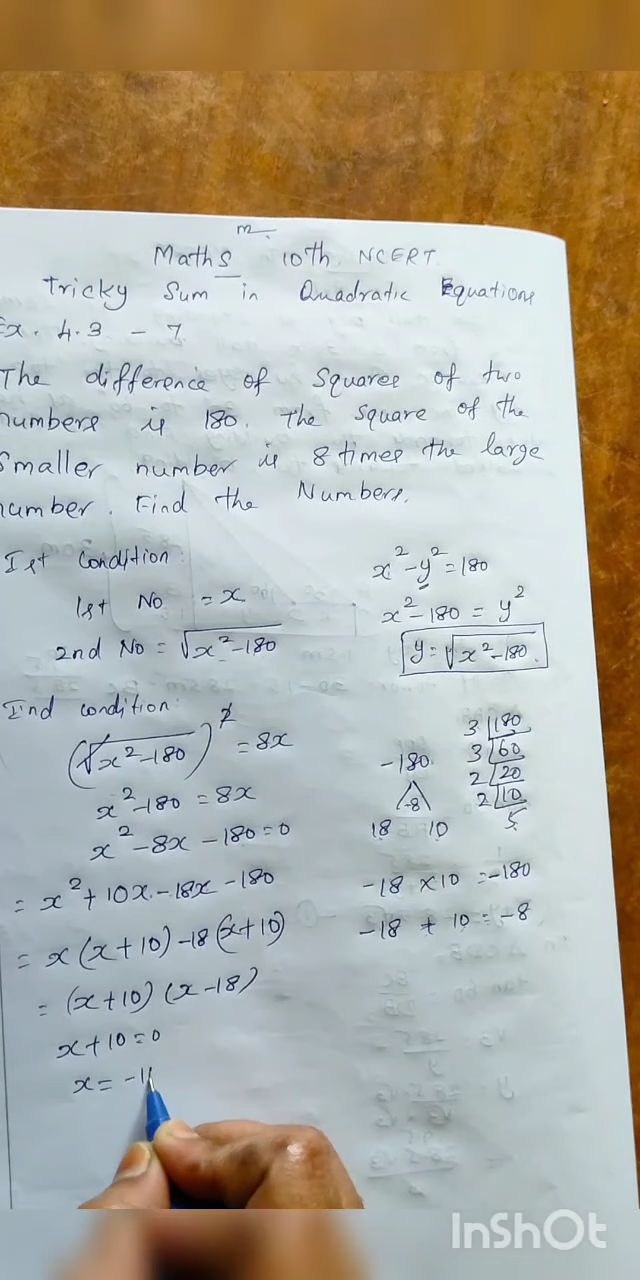 m.
Maths 10th NCERT
Tricky Sum in Quadratic Equations
Ex. 4.3 - 7
The difference of Squares of two
numbers is 180. The Square of the
Smaller number is 8 times the large
number. Find the Numbers.
Ist Condition:
1st No = x
2nd No = √x²-180
x²-y²=180
x²-180 = y²
y=√x²-180.
IInd condition:
(√x²-180)² = 8x
x²-180 = 8x
x²-8x-180=0
= x²+10x-18x-180
= x(x+10)-18(x+10)
= (x+10)(x-18)
x+10=0
x= -1
-180
-8
18 10
3 180
3 60
2 20
2 10
5
-18 ×10 =-180
-18 + 10 = -8
InShOt